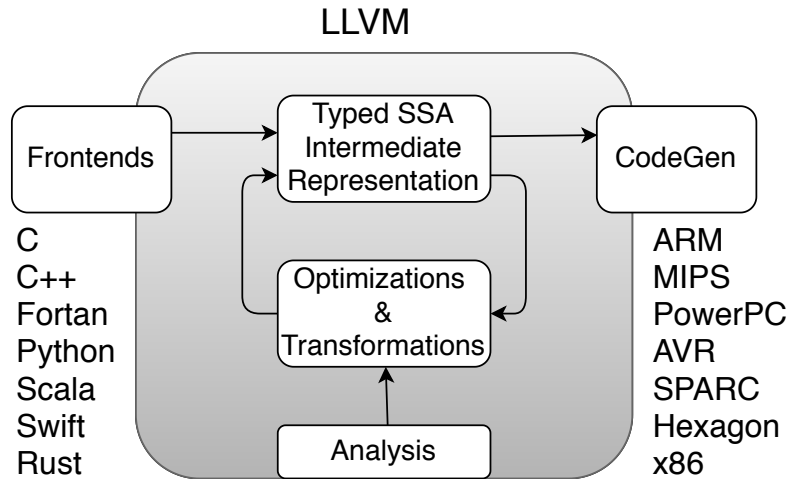 LLVM
Frontends
Typed SSA
Intermediate
Representation
CodeGen
C
C++
Fortan
Python
Scala
Swift
Rust
Optimizations
&
Transformations
Analysis
ARM
MIPS
PowerPC
AVR
SPARC
Hexagon
x86